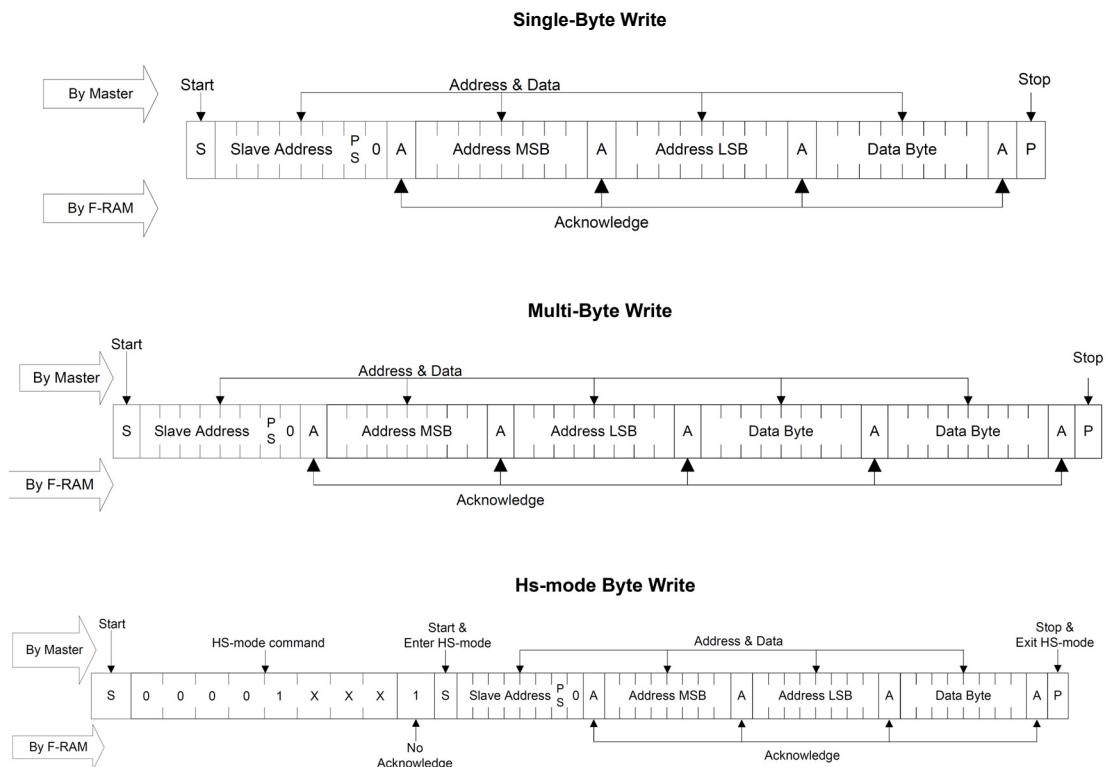 Single-Byte Write
By Master
Start
Address & Data
Stop
S Slave Address PS 0 A Address MSB A Address LSB A Data Byte A P
By F-RAM
Acknowledge
Multi-Byte Write
Start
By Master
Address & Data
Stop
S Slave Address PS 0 A Address MSB A Address LSB A Data Byte A Data Byte A P
By F-RAM
Acknowledge
Hs-mode Byte Write
By Master
Start
HS-mode command
Start &
Enter HS-mode
Address & Data
Stop &
Exit HS-mode
S 0 0 0 0 1 X X X 1 S Slave Address PS 0 A Address MSB A Address LSB A Data Byte A P
By F-RAM
No
Acknowledge
Acknowledge